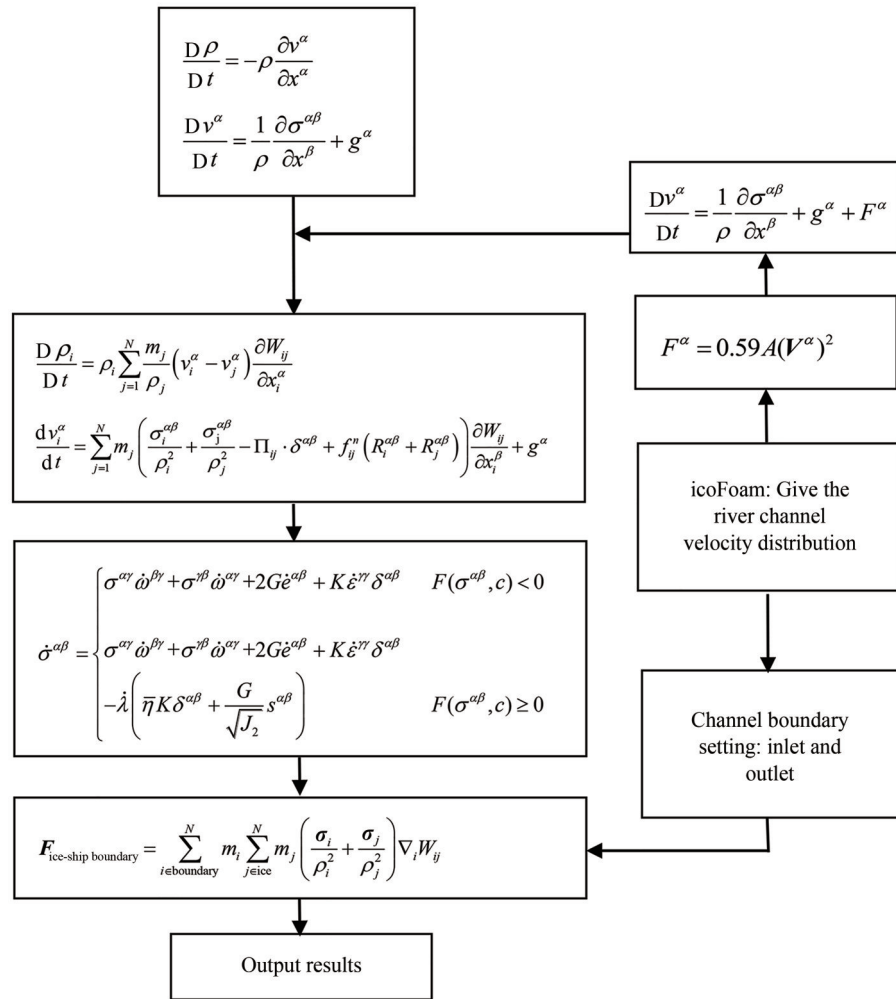 Dρ/Dt = −ρ ∂v^α/∂x^α
Dv^α/Dt = 1/ρ ∂σ^{αβ}/∂x^β + g^α
Dv^α/Dt = 1/ρ ∂σ^{αβ}/∂x^β + g^α + F^α
F^α = 0.59A(V^α)^2
icoFoam: Give the
river channel
velocity distribution
Channel boundary
setting: inlet and
outlet
Dρ_i/Dt = ρ_i ∑_{j=1}^{N} m_j/ρ_j (v_i^α − v_j^α) ∂W_{ij}/∂x_i^α
dv_i^α/dt = ∑_{j=1}^{N} m_j (σ_i^{αβ}/ρ_i^2 + σ_j^{αβ}/ρ_j^2 − Π_{ij} · δ^{αβ} + f_{ij}^n (R_i^{αβ} + R_j^{αβ})) ∂W_{ij}/∂x_i^β + g^α
σ̇^{αβ} = { σ^{αγ} ω̇^{βγ} + σ^{γβ} ω̇^{αγ} + 2Gė^{αβ} + Kε̇^{γγ} δ^{αβ} F(σ^{αβ}, c) < 0
σ^{αγ} ω̇^{βγ} + σ^{γβ} ω̇^{αγ} + 2Gė^{αβ} + Kε̇^{γγ} δ^{αβ}
−λ̇ (η̄Kδ^{αβ} + G/√J_2 s^{αβ}) F(σ^{αβ}, c) ≥ 0
F_{ice-ship boundary} = ∑_{i∈boundary}^{N} m_i ∑_{j∈ice}^{N} m_j (σ_i/ρ_i^2 + σ_j/ρ_j^2) ∇_i W_{ij}
Output results